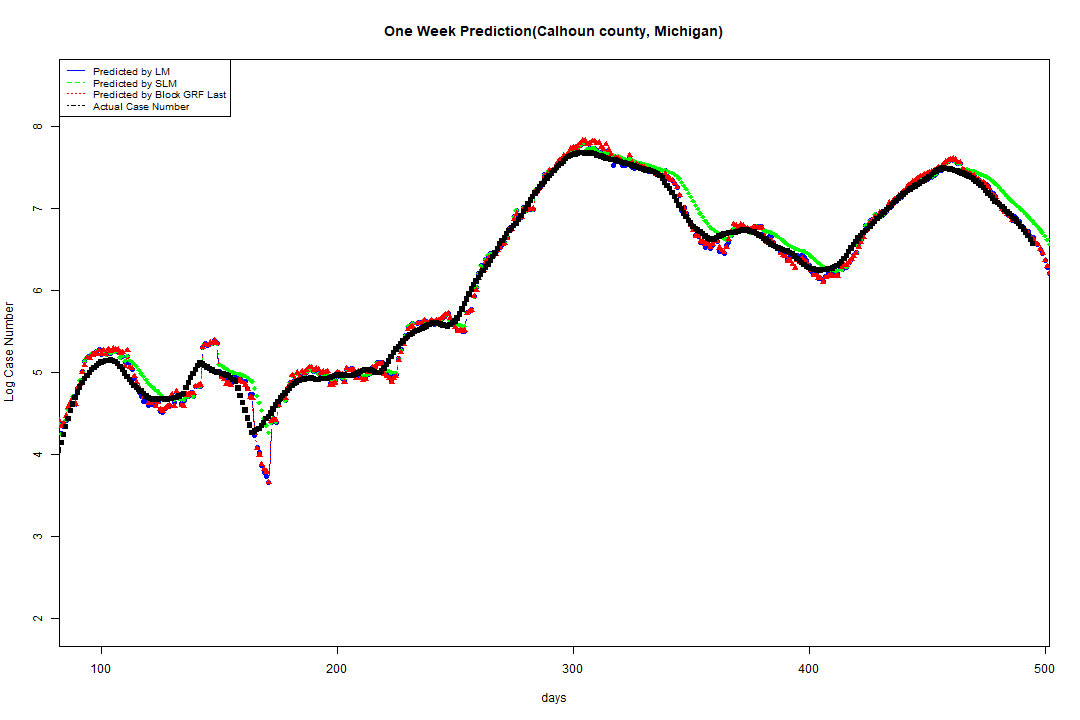 One Week Prediction(Calhoun county, Michigan)
Predicted by LM
Predicted by SLM
Predicted by Block GRF Last
Actual Case Number
8
7
6
5
4
3
2
Log Case Number
100 200 300 400 500
days